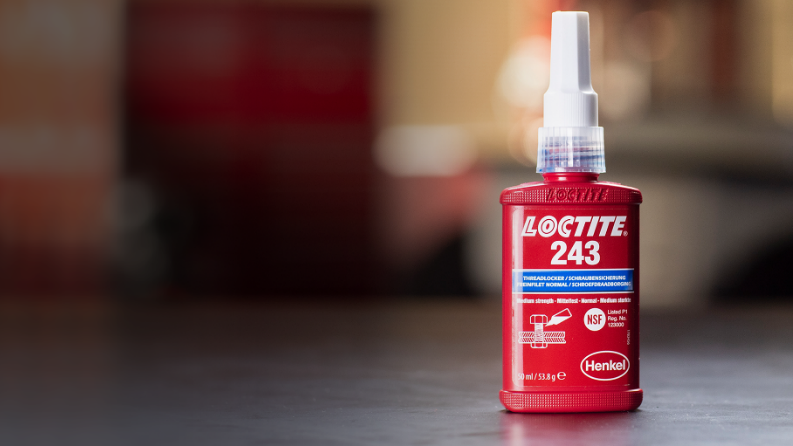 LOCTITE
LOCTITE®
243
THREADLOCKER / SCHRAUBENSICHERUNG
FREINFILET NORMAL / SCHROEFDRAADBORGING
Medium strength · Mittelfest · Normal · Medium sterkte
NSF
Listed P1
Reg. No.
123000
Henkel
50 ml / 53.8 g ℮